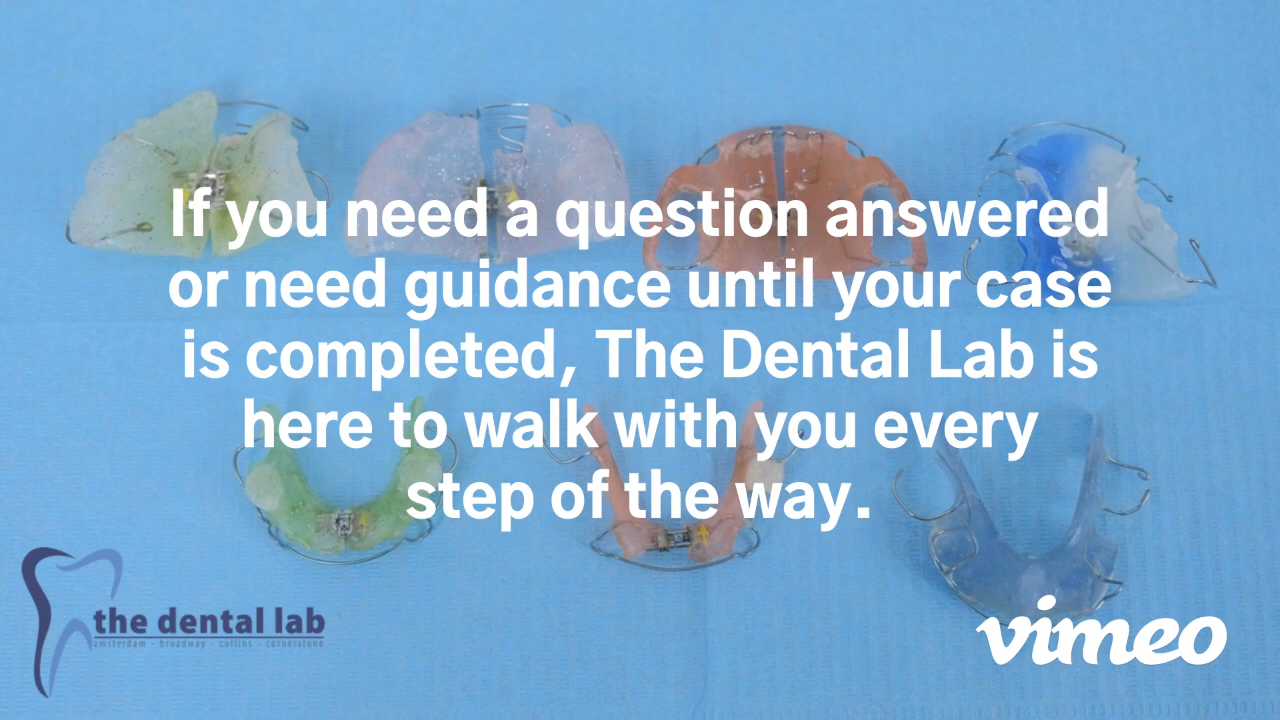 If you need a question answered
or need guidance until your case
is completed, The Dental Lab is
here to walk with you every
step of the way.
the dental lab
amsterdam - broadway - collins - cornerstone
vimeo